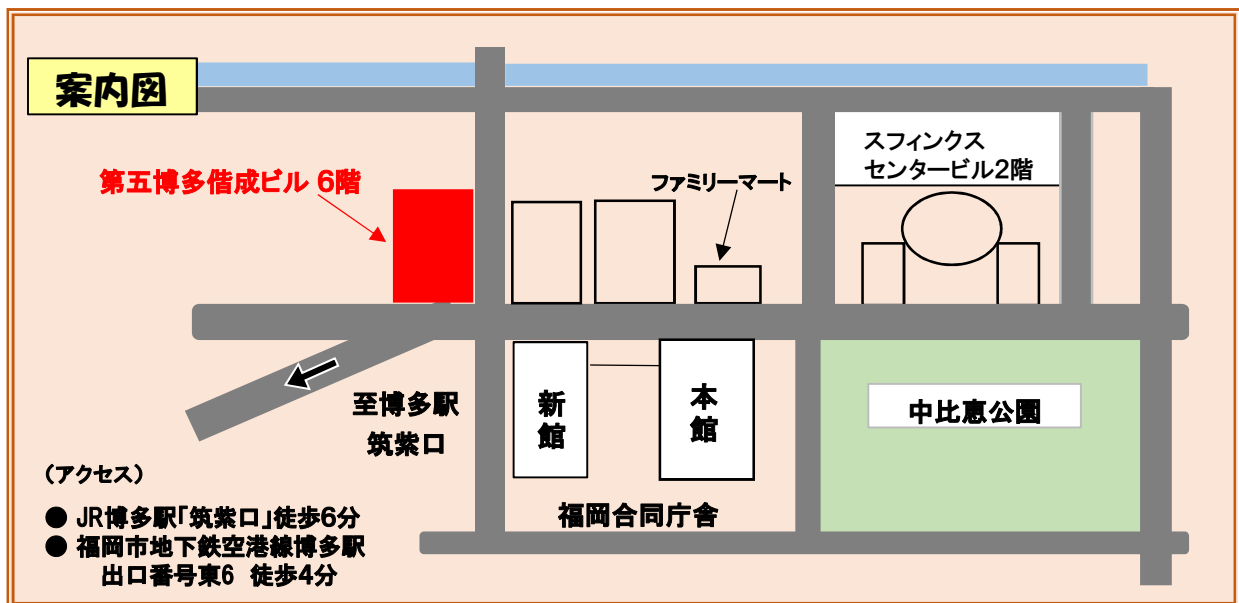 案内図
第五博多偕成ビル 6階
ファミリーマート
スフィンクス
センタービル2階
至博多駅
筑紫口
新館
本館
中比恵公園
福岡合同庁舎
（アクセス）
● JR博多駅「筑紫口」徒歩6分
● 福岡市地下鉄空港線博多駅
出口番号東6 徒歩4分